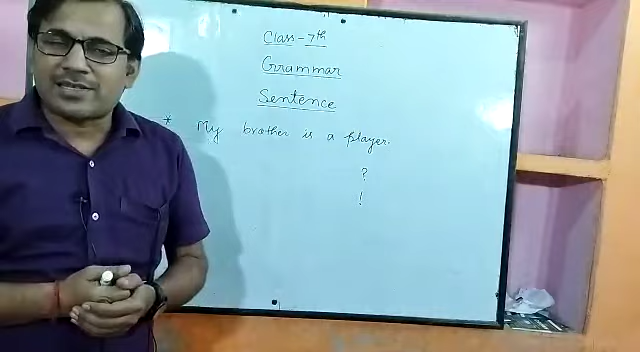 Class - 7th
Grammar
Sentence
* My brother is a player.
?
!